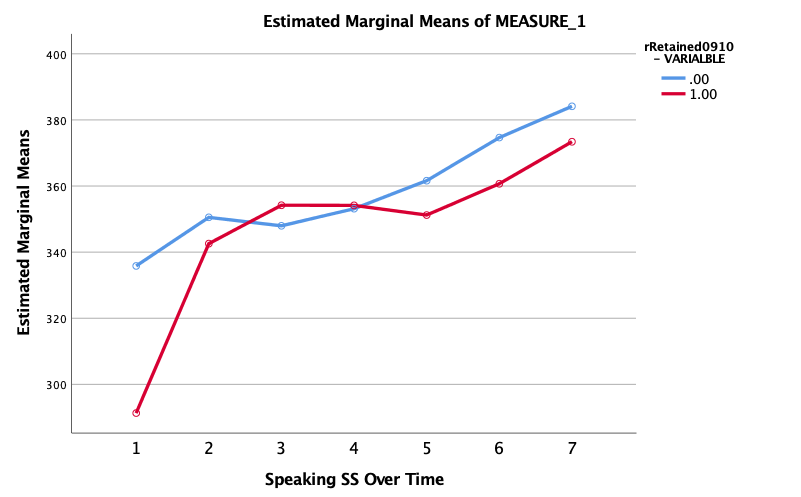 Estimated Marginal Means of MEASURE_1
rRetained0910
– VARIALBLE
.00
1.00
Estimated Marginal Means
400
380
360
340
320
300
1 2 3 4 5 6 7
Speaking SS Over Time